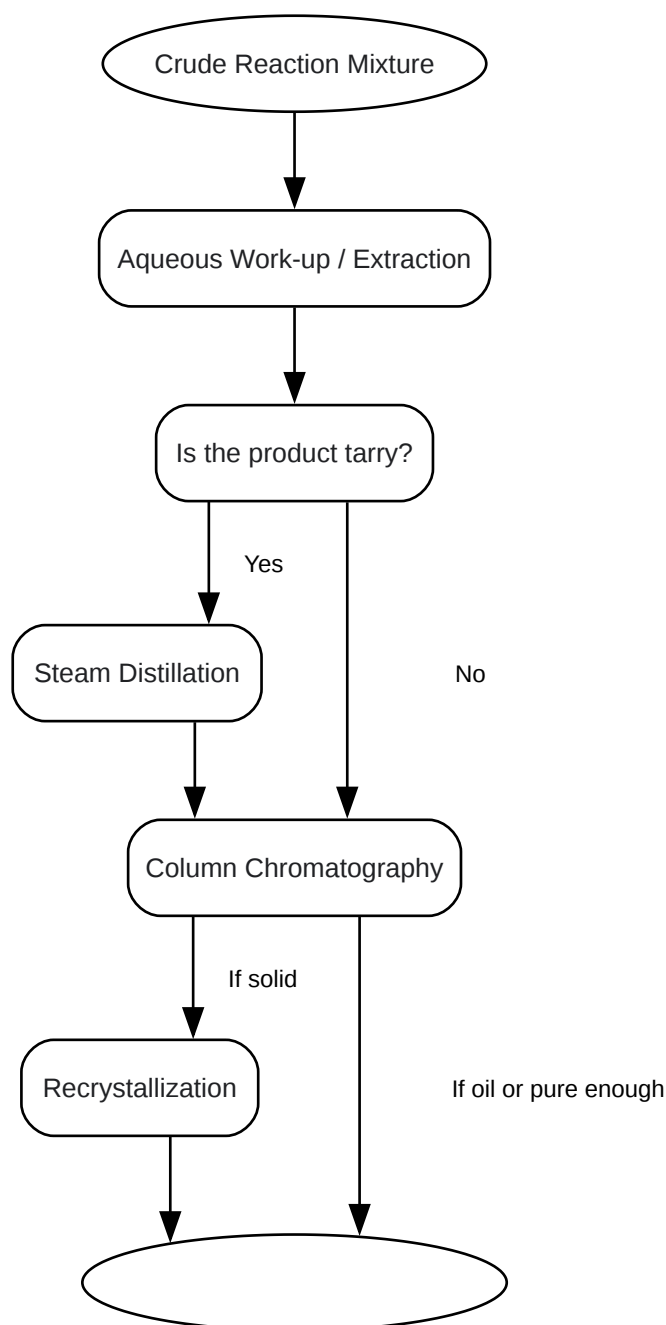 Crude Reaction Mixture
Aqueous Work-up / Extraction
Is the product tarry?
Yes
Steam Distillation
No
Column Chromatography
If solid
Recrystallization
If oil or pure enough